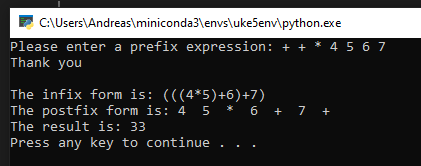 C:\Users\Andreas\miniconda3\envs\uke5env\python.exe
Please enter a prefix expression: + + * 4 5 6 7
Thank you
The infix form is: (((4*5)+6)+7)
The postfix form is: 4  5  *  6  +  7  +
The result is: 33
Press any key to continue . . .